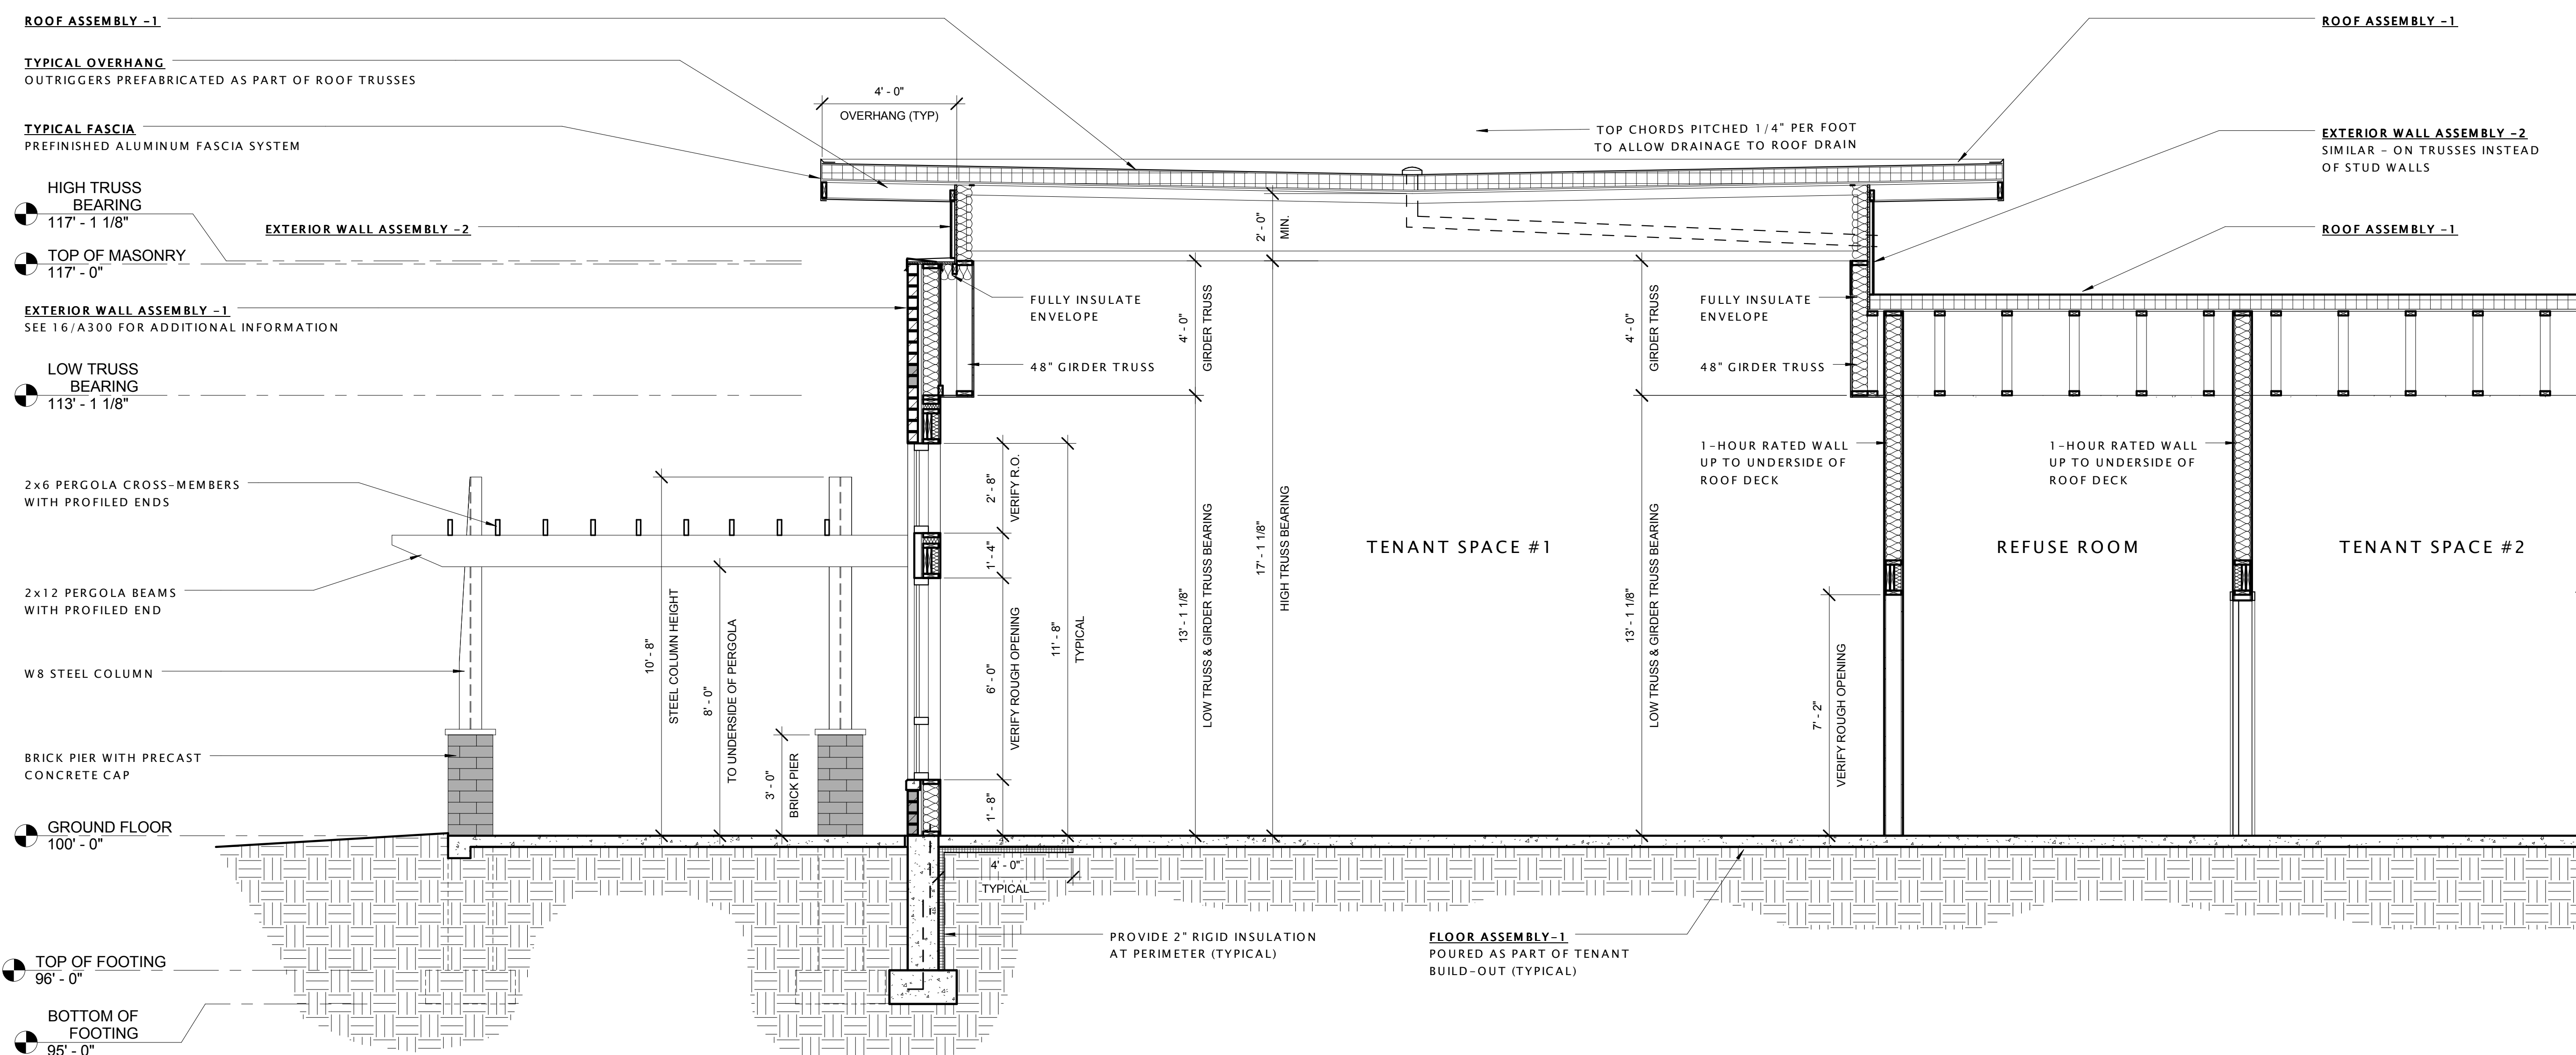 ROOF ASSEMBLY -1
TYPICAL OVERHANG
OUTRIGGERS PREFABRICATED AS PART OF ROOF TRUSSES
TYPICAL FASCIA
PREFINISHED ALUMINUM FASCIA SYSTEM
HIGH TRUSS
BEARING
117' - 1 1/8"
TOP OF MASONRY
117' - 0"
EXTERIOR WALL ASSEMBLY -2
EXTERIOR WALL ASSEMBLY -1
SEE 16/A300 FOR ADDITIONAL INFORMATION
LOW TRUSS
BEARING
113' - 1 1/8"
2x6 PERGOLA CROSS-MEMBERS
WITH PROFILED ENDS
2x12 PERGOLA BEAMS
WITH PROFILED END
W8 STEEL COLUMN
BRICK PIER WITH PRECAST
CONCRETE CAP
GROUND FLOOR
100' - 0"
TOP OF FOOTING
96' - 0"
BOTTOM OF
FOOTING
95' - 0"
4' - 0"
OVERHANG (TYP)
TOP CHORDS PITCHED 1/4" PER FOOT
TO ALLOW DRAINAGE TO ROOF DRAIN
ROOF ASSEMBLY -1
EXTERIOR WALL ASSEMBLY -2
SIMILAR - ON TRUSSES INSTEAD
OF STUD WALLS
ROOF ASSEMBLY -1
2' - 0"
MIN.
FULLY INSULATE
ENVELOPE
48" GIRDER TRUSS
4' - 0"
GIRDER TRUSS
FULLY INSULATE
ENVELOPE
48" GIRDER TRUSS
4' - 0"
GIRDER TRUSS
1-HOUR RATED WALL
UP TO UNDERSIDE OF
ROOF DECK
1-HOUR RATED WALL
UP TO UNDERSIDE OF
ROOF DECK
10' - 8"
STEEL COLUMN HEIGHT
8' - 0"
TO UNDERSIDE OF PERGOLA
3' - 0"
BRICK PIER
2' - 8"
VERIFY R.O.
1' - 4"
6' - 0"
VERIFY ROUGH OPENING
1' - 8"
11' - 8"
TYPICAL
13' - 1 1/8"
LOW TRUSS & GIRDER TRUSS BEARING
17' - 1 1/8"
HIGH TRUSS BEARING
TENANT SPACE #1
13' - 1 1/8"
LOW TRUSS & GIRDER TRUSS BEARING
7' - 2"
VERIFY ROUGH OPENING
REFUSE ROOM
TENANT SPACE #2
4' - 0"
TYPICAL
PROVIDE 2" RIGID INSULATION
AT PERIMETER (TYPICAL)
FLOOR ASSEMBLY-1
POURED AS PART OF TENANT
BUILD-OUT (TYPICAL)